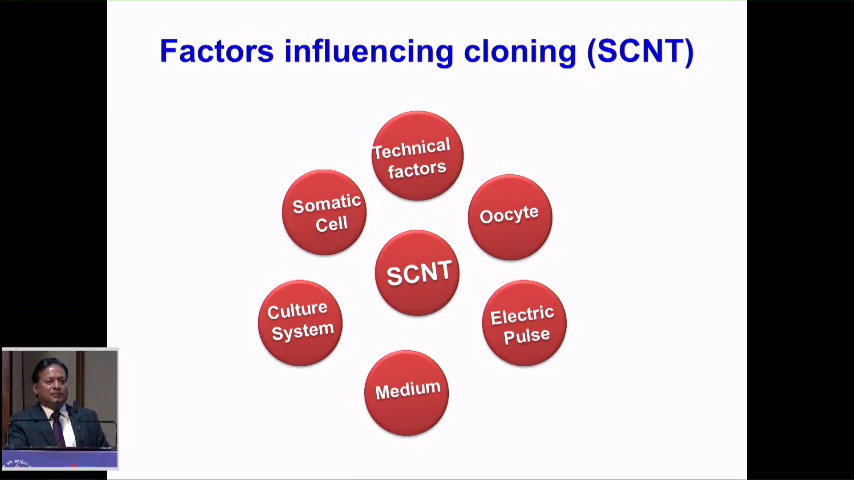 Factors influencing cloning (SCNT)
Technical
factors
Somatic
Cell
Oocyte
SCNT
Culture
System
Electric
Pulse
Medium